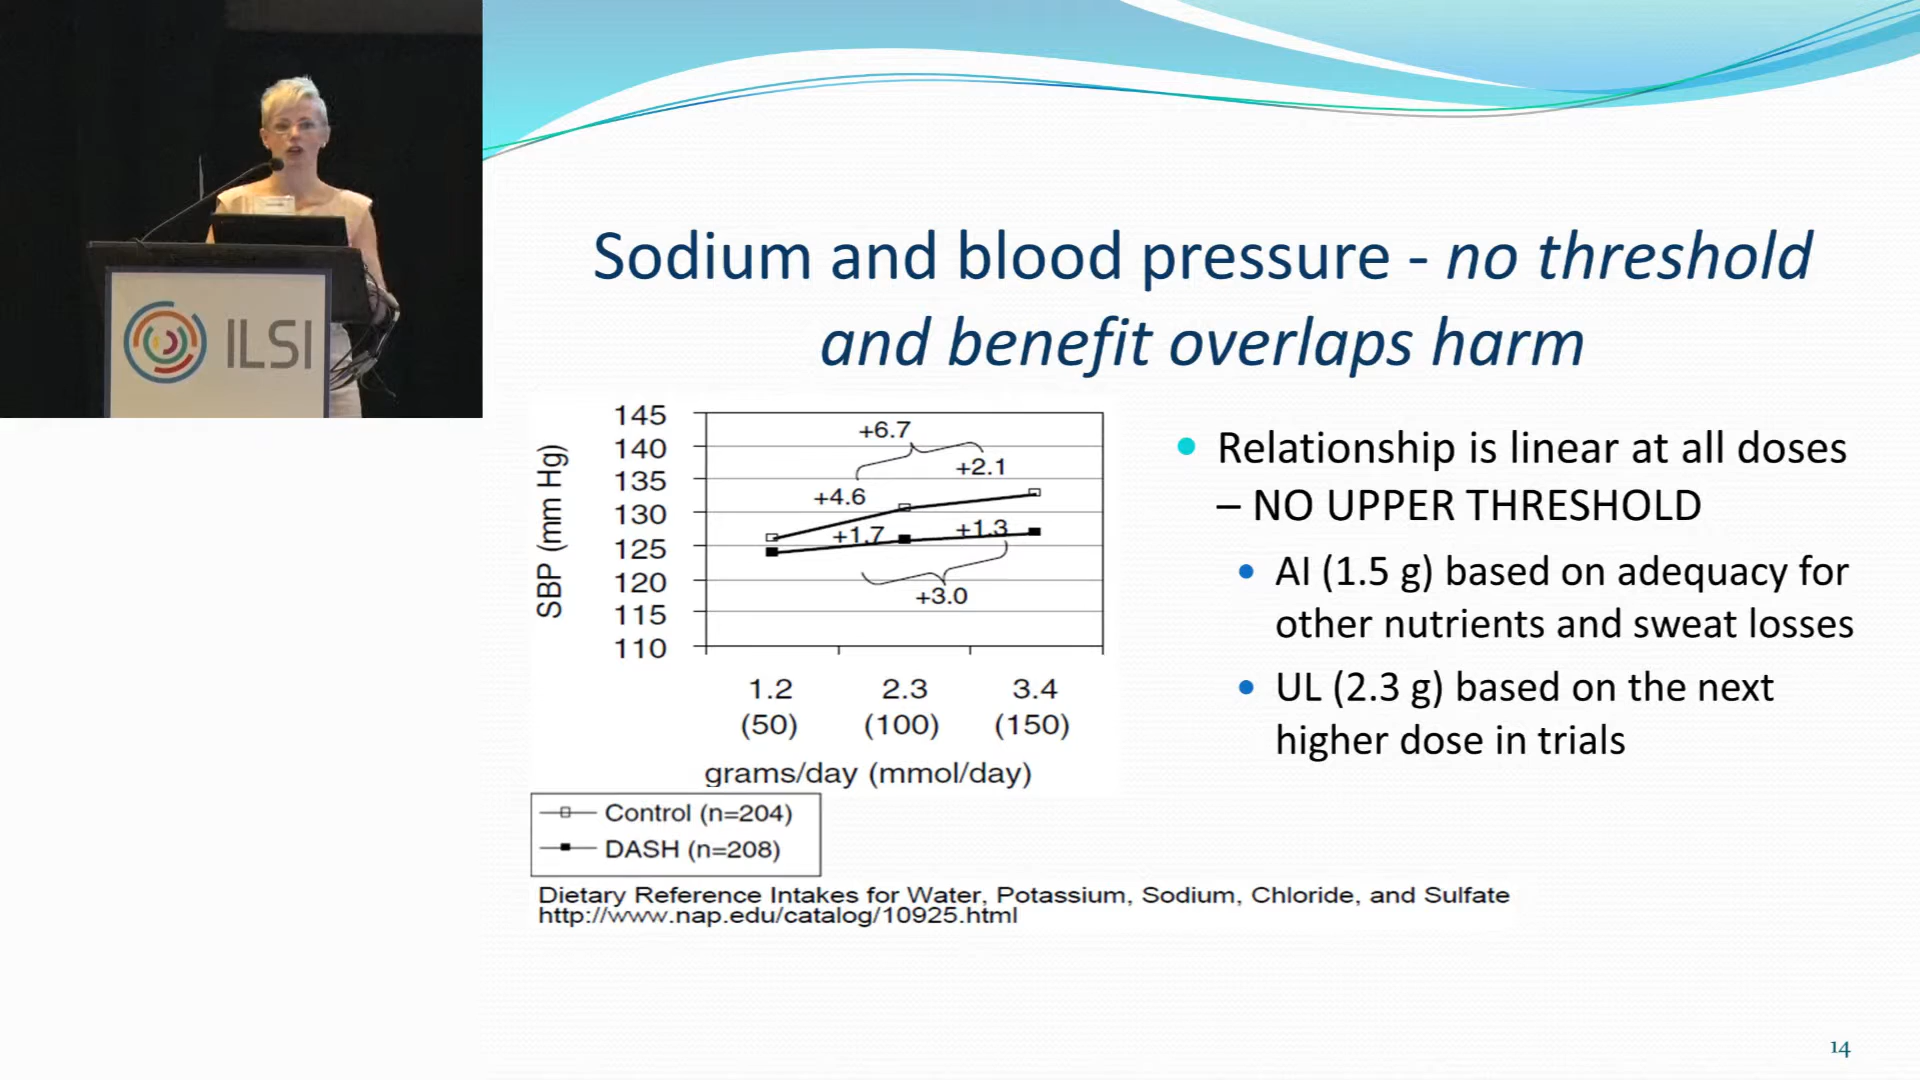 ILSI
Sodium and blood pressure - no threshold
and benefit overlaps harm
145
140
135
130
125
120
115
110
SBP (mm Hg)
+6.7
+2.1
+4.6
+1.7
+1.3
+3.0
1.2 2.3 3.4
(50) (100) (150)
grams/day (mmol/day)
Control (n=204)
DASH (n=208)
Dietary Reference Intakes for Water, Potassium, Sodium, Chloride, and Sulfate
http://www.nap.edu/catalog/10925.html
Relationship is linear at all doses
– NO UPPER THRESHOLD
AI (1.5 g) based on adequacy for
other nutrients and sweat losses
UL (2.3 g) based on the next
higher dose in trials
14